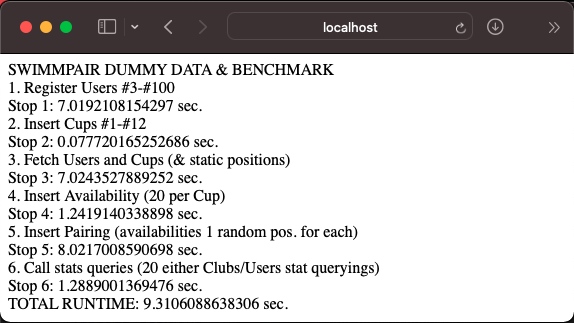 localhost
SWIMMPAIR DUMMY DATA & BENCHMARK
1. Register Users #3-#100
Stop 1: 7.0192108154297 sec.
2. Insert Cups #1-#12
Stop 2: 0.077720165252686 sec.
3. Fetch Users and Cups (& static positions)
Stop 3: 7.0243527889252 sec.
4. Insert Availability (20 per Cup)
Stop 4: 1.2419140338898 sec.
5. Insert Pairing (availabilities 1 random pos. for each)
Stop 5: 8.0217008590698 sec.
6. Call stats queries (20 either Clubs/Users stat queryings)
Stop 6: 1.2889001369476 sec.
TOTAL RUNTIME: 9.3106088638306 sec.